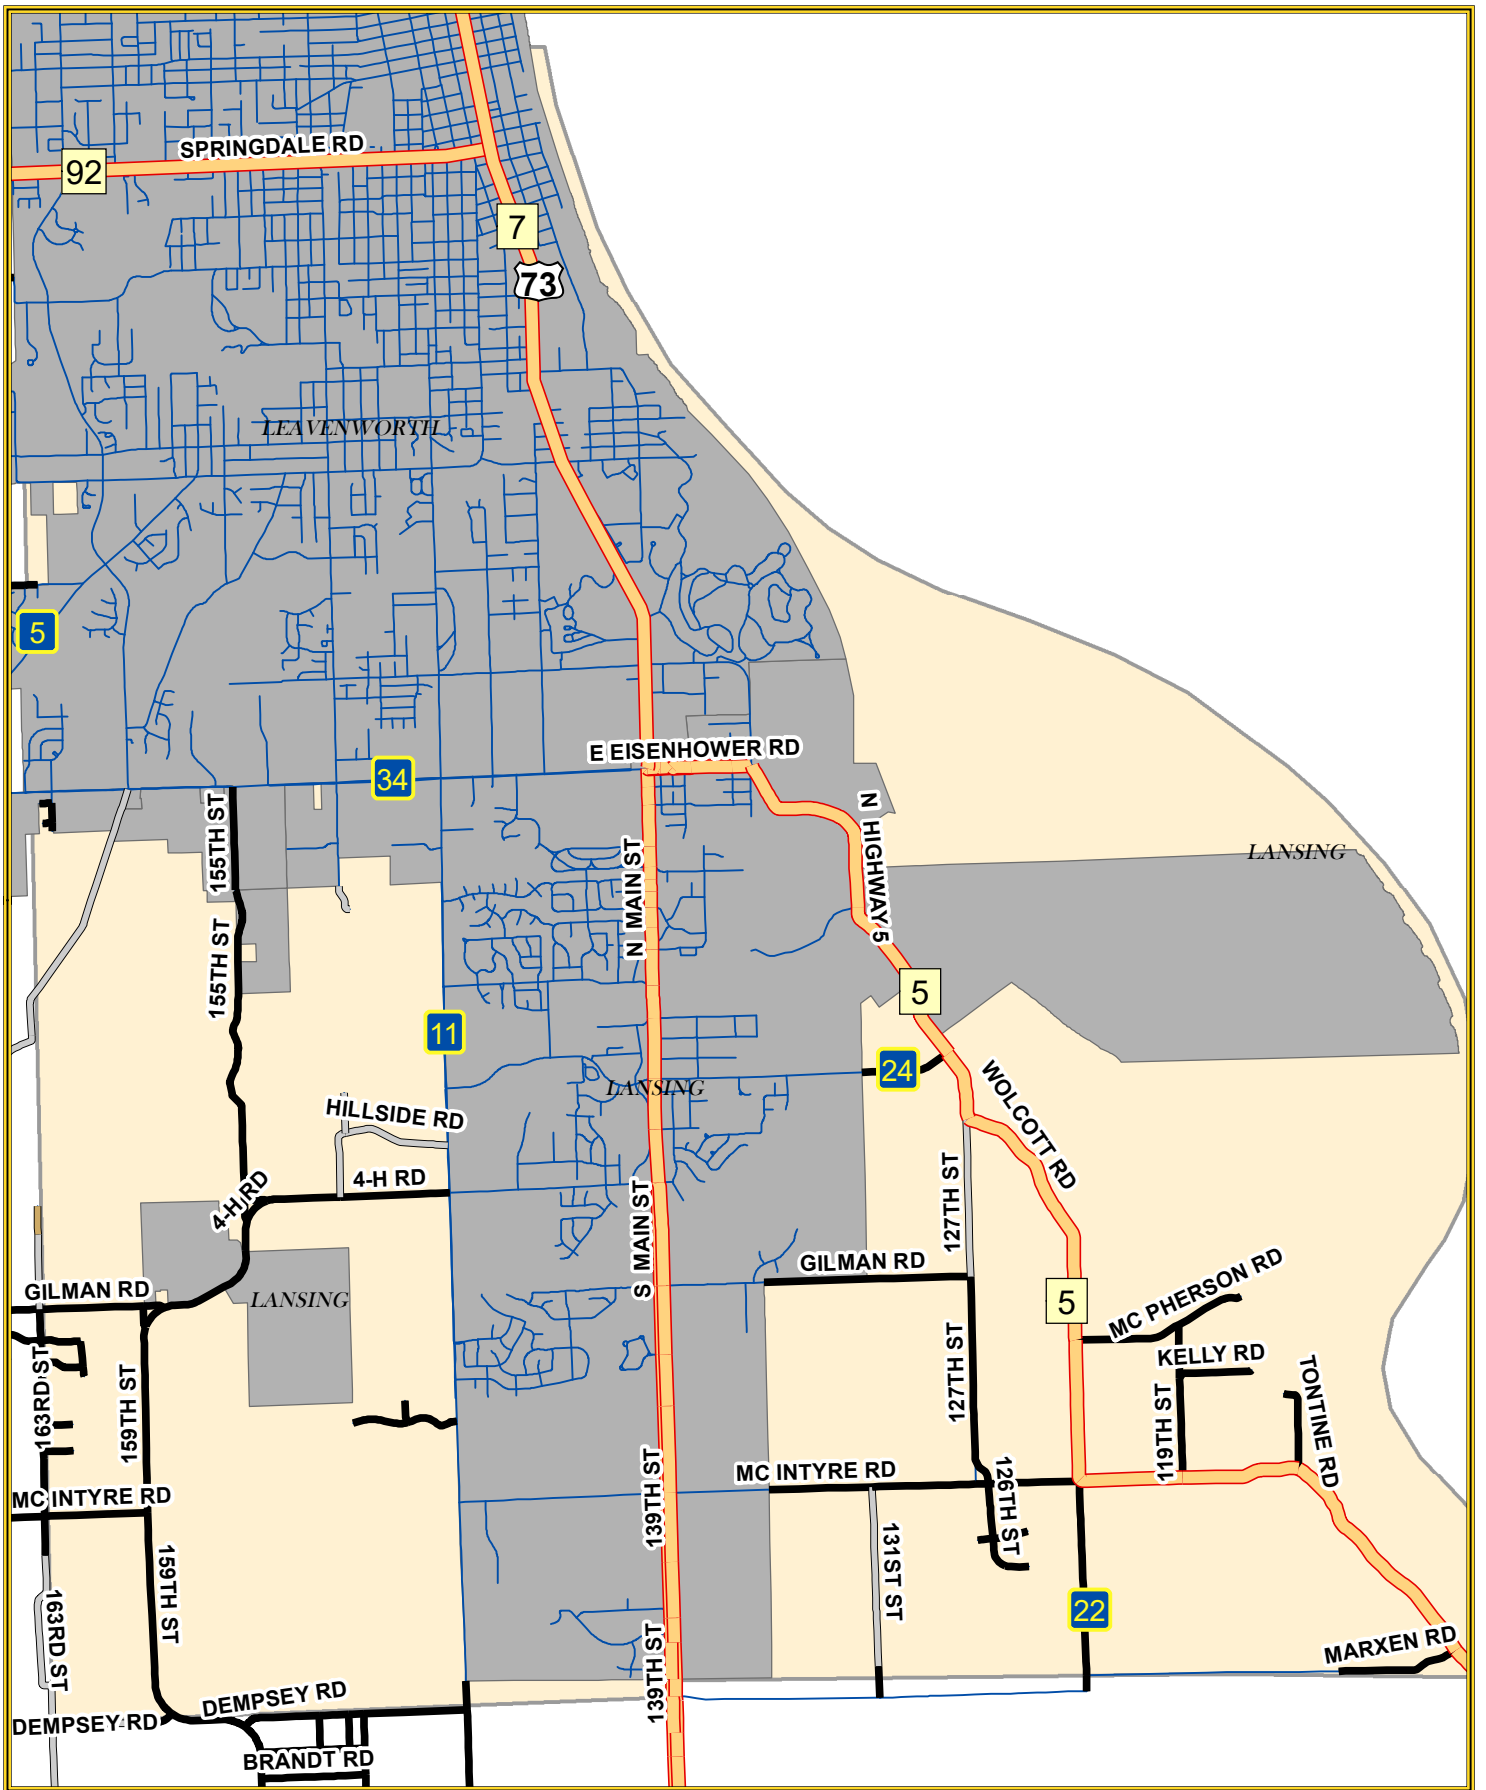 SPRINGDALE RD
92
7
73
LEAVENWORTH
5
E EISENHOWER RD
34
155TH ST
N MAIN ST
N HIGHWAY 5
LANSING
155TH ST
5
11
24
LANSING
WOLCOTT RD
HILLSIDE RD
4-H RD
4-H RD
127TH ST
S MAIN ST
GILMAN RD
GILMAN RD
LANSING
5
MC PHERSON RD
KELLY RD
163RD ST
159TH ST
127TH ST
119TH ST
TONTINE RD
MC INTYRE RD
139TH ST
MC INTYRE RD
126TH ST
159TH ST
131ST ST
163RD ST
22
139TH ST
MARXEN RD
DEMPSEY RD
DEMPSEY RD
BRANDT RD